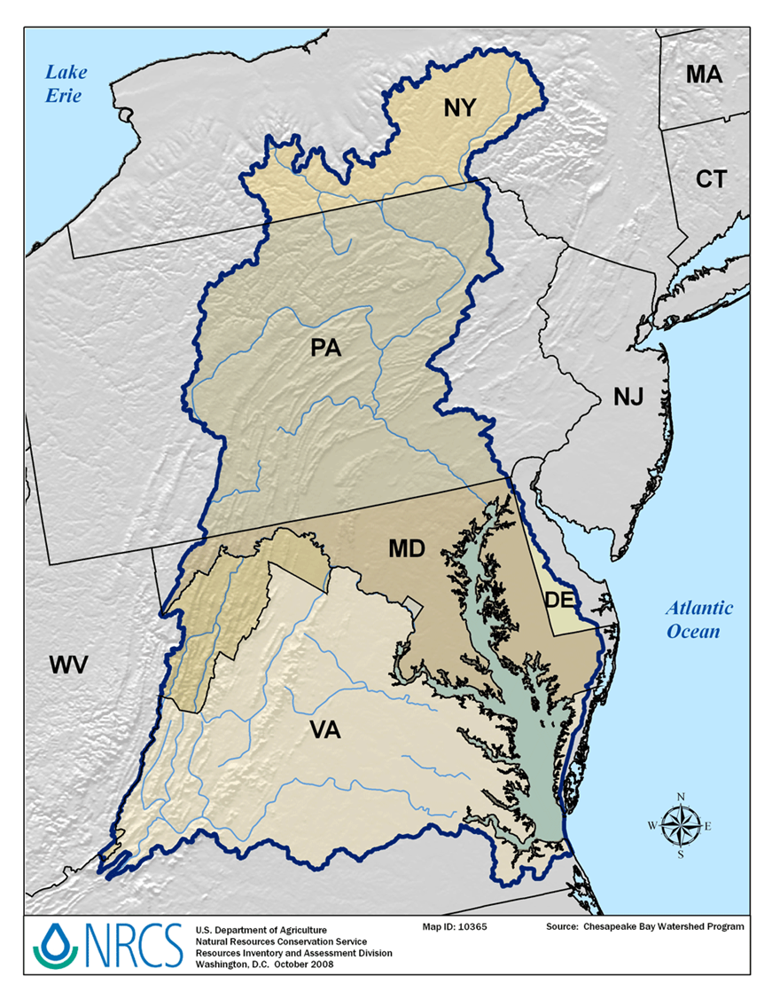 Lake
Erie
MA
NY
CT
PA
NJ
MD
DE
Atlantic
Ocean
WV
VA
N
W
E
S
NRCS
U.S. Department of Agriculture
Natural Resources Conservation Service
Resources Inventory and Assessment Division
Washington, D.C. October 2008
Map ID: 10365
Source: Chesapeake Bay Watershed Program